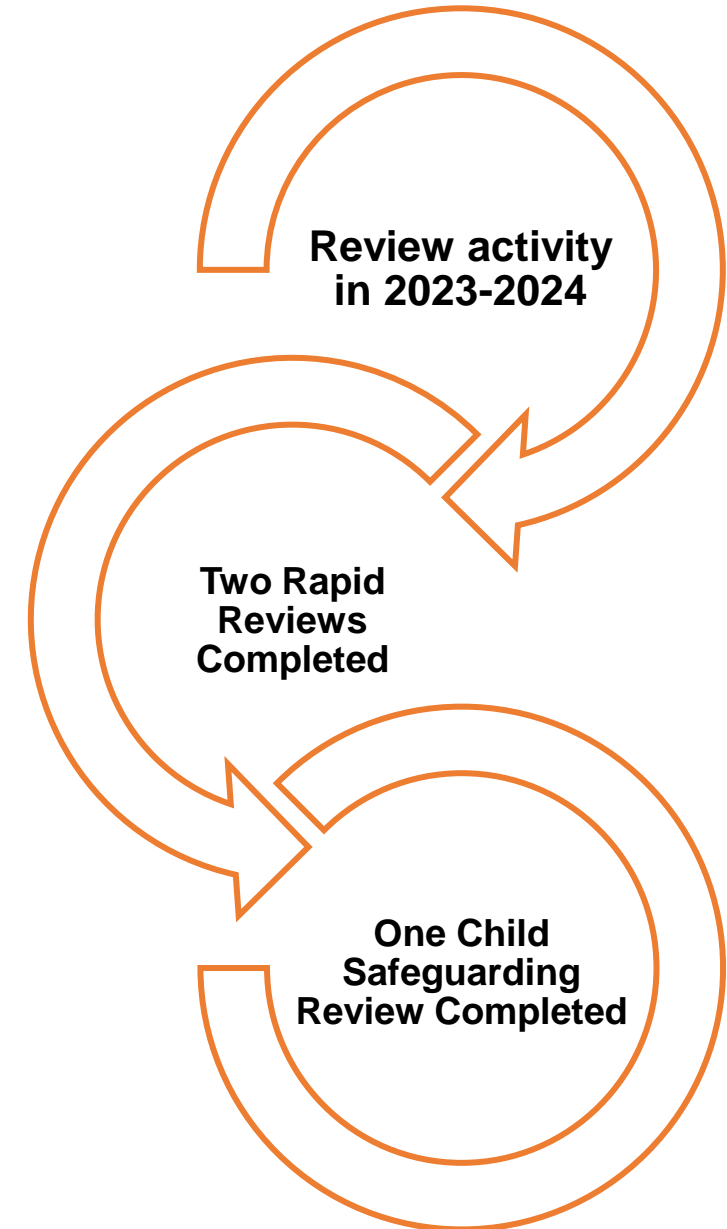 Review activity
in 2023-2024
Two Rapid
Reviews
Completed
One Child
Safeguarding
Review Completed